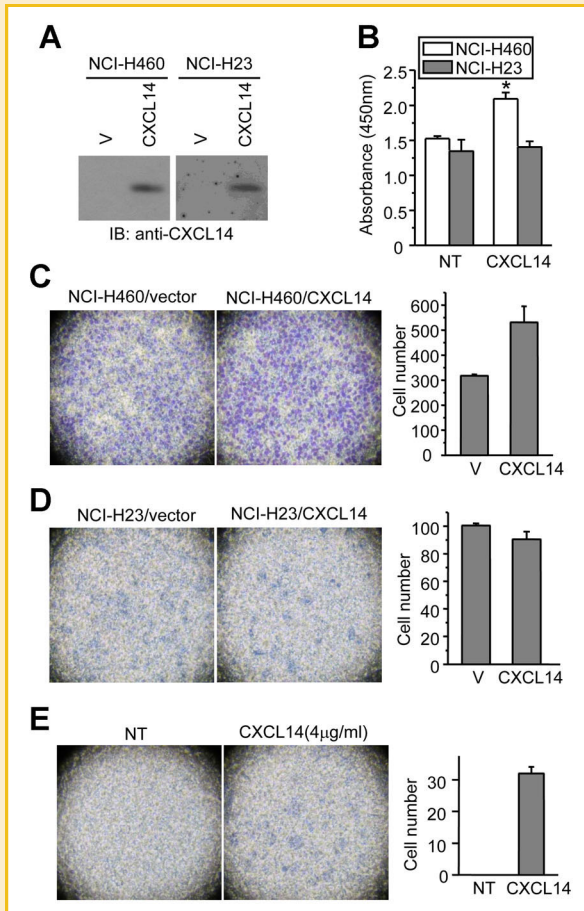 A
NCI-H460 NCI-H23
V CXCL14 V CXCL14
IB: anti-CXCL14
B
NCI-H460
NCI-H23
Absorbance (450nm)
2.5
2.0
1.5
1.0
0.5
0
*
NT CXCL14
C
NCI-H460/vector NCI-H460/CXCL14
Cell number
600
500
400
300
200
100
0
V CXCL14
D
NCI-H23/vector NCI-H23/CXCL14
Cell number
100
80
60
40
20
0
V CXCL14
E
NT CXCL14(4μg/ml)
Cell number
30
20
10
0
NT CXCL14